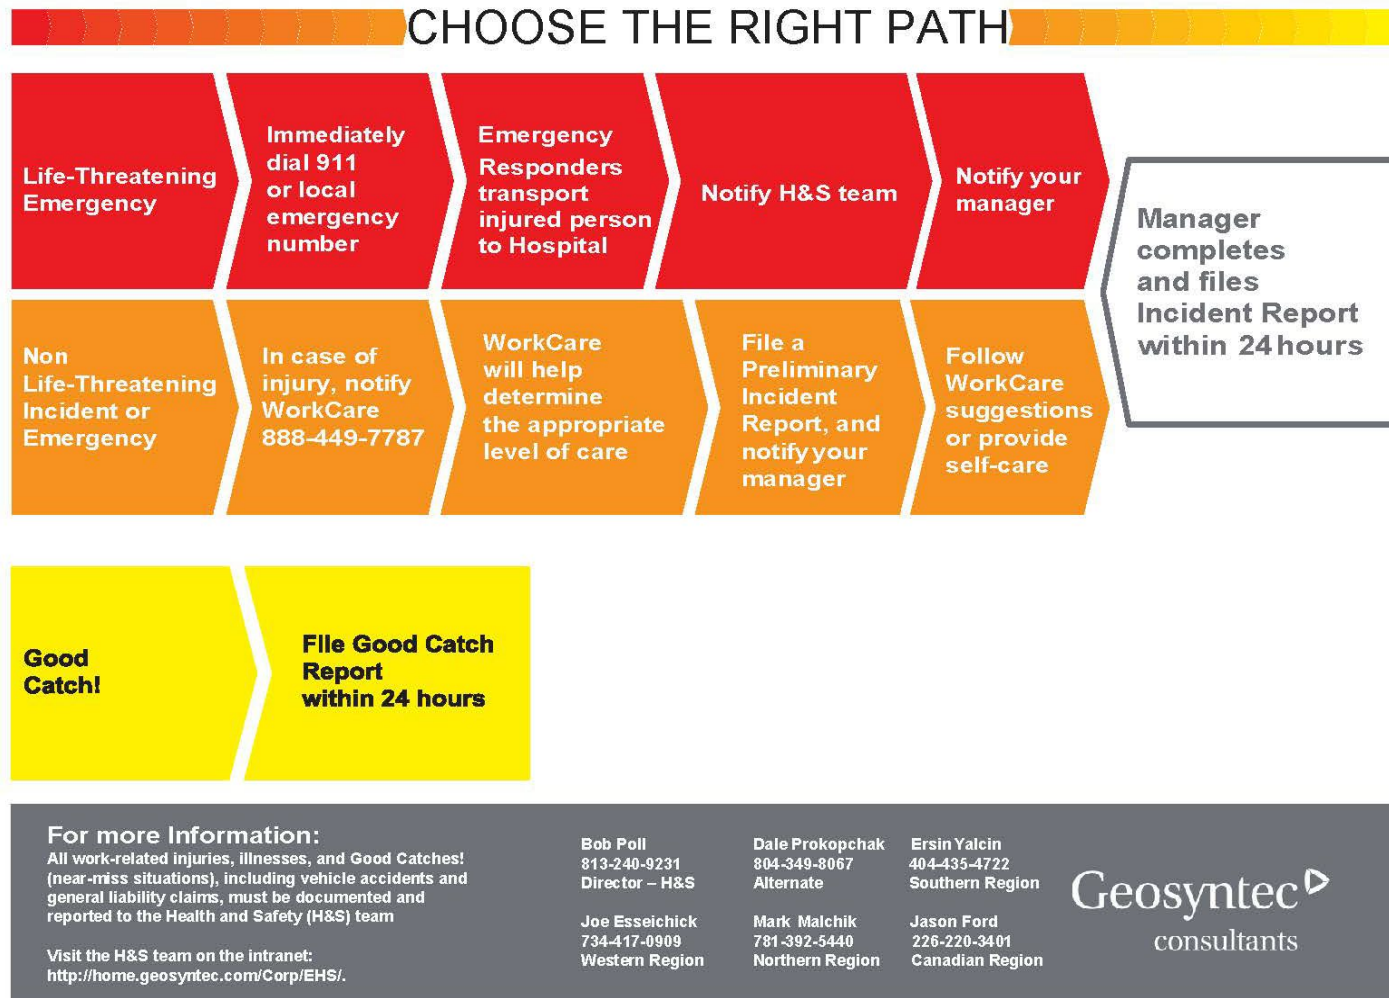 CHOOSE THE RIGHT PATH
Life-Threatening
Emergency
Immediately
dial 911
or local
emergency
number
Emergency
Responders
transport
injured person
to Hospital
Notify H&S team
Notify your
manager
Manager
completes
and files
Incident Report
within 24 hours
Non
Life-Threatening
Incident or
Emergency
In case of
injury, notify
WorkCare
888-449-7787
WorkCare
will help
determine
the appropriate
level of care
File a
Preliminary
Incident
Report, and
notify your
manager
Follow
WorkCare
suggestions
or provide
self-care
Good
Catch!
File Good Catch
Report
within 24 hours
For more Information:
All work-related injuries, illnesses, and Good Catches!
(near-miss situations), including vehicle accidents and
general liability claims, must be documented and
reported to the Health and Safety (H&S) team
Visit the H&S team on the intranet:
http://home.geosyntec.com/Corp/EHS/.
Bob Poll
813-240-9231
Director – H&S
Dale Prokopchak
804-349-8067
Alternate
Ersin Yalcin
404-435-4722
Southern Region
Joe Esseichick
734-417-0909
Western Region
Mark Malchik
781-392-5440
Northern Region
Jason Ford
226-220-3401
Canadian Region
Geosyntec
consultants